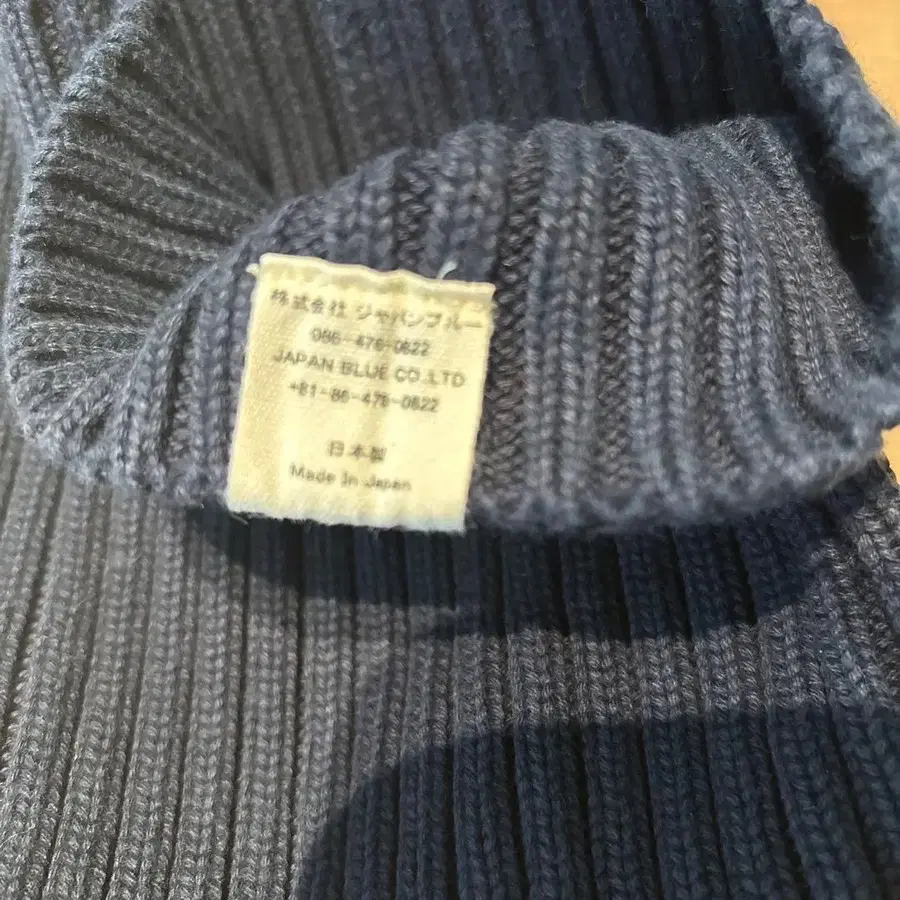 株式会社 ジャパンブルー
086-476-0822
JAPAN BLUE CO.,LTD
+81-86-476-0822
日本製
Made In Japan